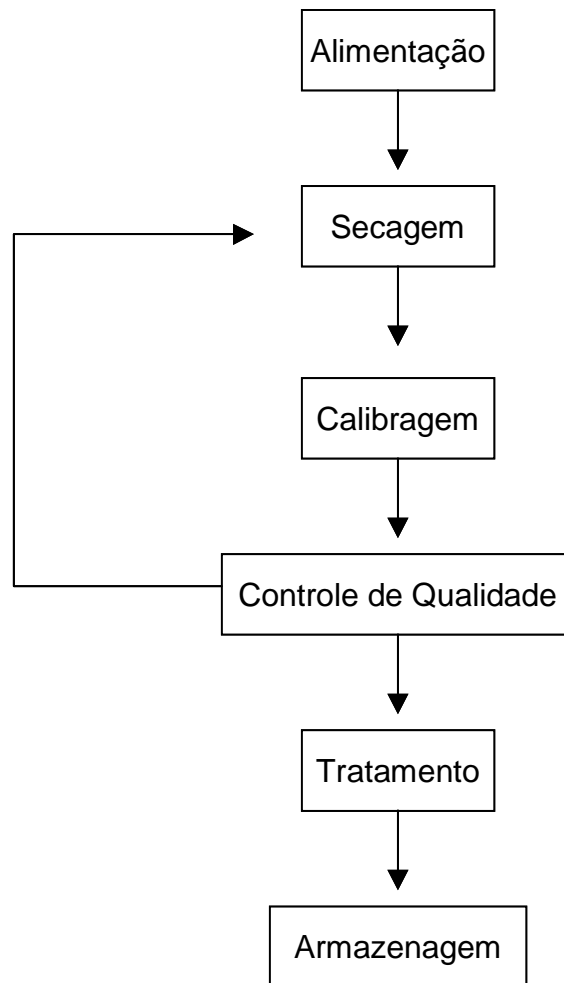 Alimentação
Secagem
Calibragem
Controle de Qualidade
Tratamento
Armazenagem